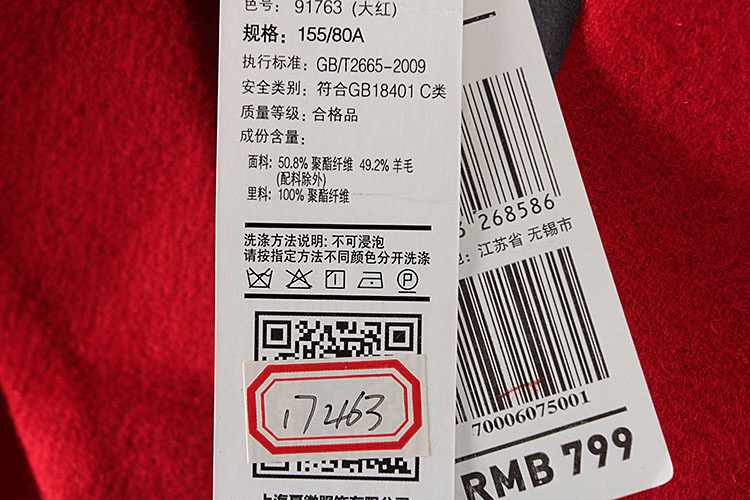 色号: 91763 (大红)
规格: 155/80A
执行标准: GB/T2665-2009
安全类别: 符合GB18401 C类
质量等级: 合格品
成份含量:
面料: 50.8% 聚酯纤维 49.2% 羊毛
(配料除外)
里料: 100% 聚酯纤维
洗涤方法说明: 不可浸泡
请按指定方法不同颜色分开洗涤
P
17463
268586
江苏省 无锡市
70006075001
RMB 799